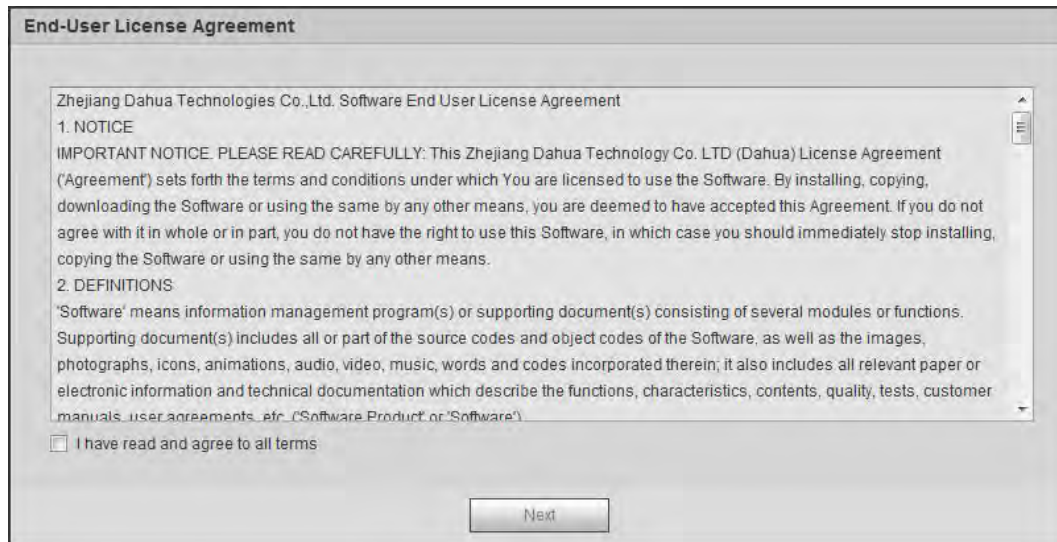 End-User License Agreement
Zhejiang Dahua Technologies Co.,Ltd. Software End User License Agreement
1. NOTICE
IMPORTANT NOTICE. PLEASE READ CAREFULLY: This Zhejiang Dahua Technology Co. LTD (Dahua) License Agreement
('Agreement') sets forth the terms and conditions under which You are licensed to use the Software. By installing, copying,
downloading the Software or using the same by any other means, you are deemed to have accepted this Agreement. If you do not
agree with it in whole or in part, you do not have the right to use this Software, in which case you should immediately stop installing,
copying the Software or using the same by any other means.
2. DEFINITIONS
'Software' means information management program(s) or supporting document(s) consisting of several modules or functions.
Supporting document(s) includes all or part of the source codes and object codes of the Software, as well as the images,
photographs, icons, animations, audio, video, music, words and codes incorporated therein; it also includes all relevant paper or
electronic information and technical documentation which describe the functions, characteristics, contents, quality, tests, customer
manuals, user agreements, etc. ('Software Product' or 'Software')
I have read and agree to all terms
Next